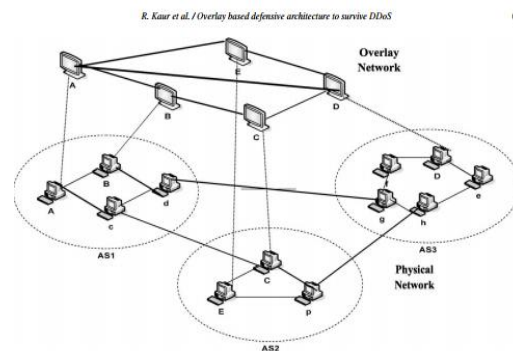 R. Kaur et al. / Overlay based defensive architecture to survive DDoS
Overlay
Network
A
E
B
D
C
B
A
d
c
AS1
D
f
e
g
h
AS3
C
E
p
AS2
Physical
Network